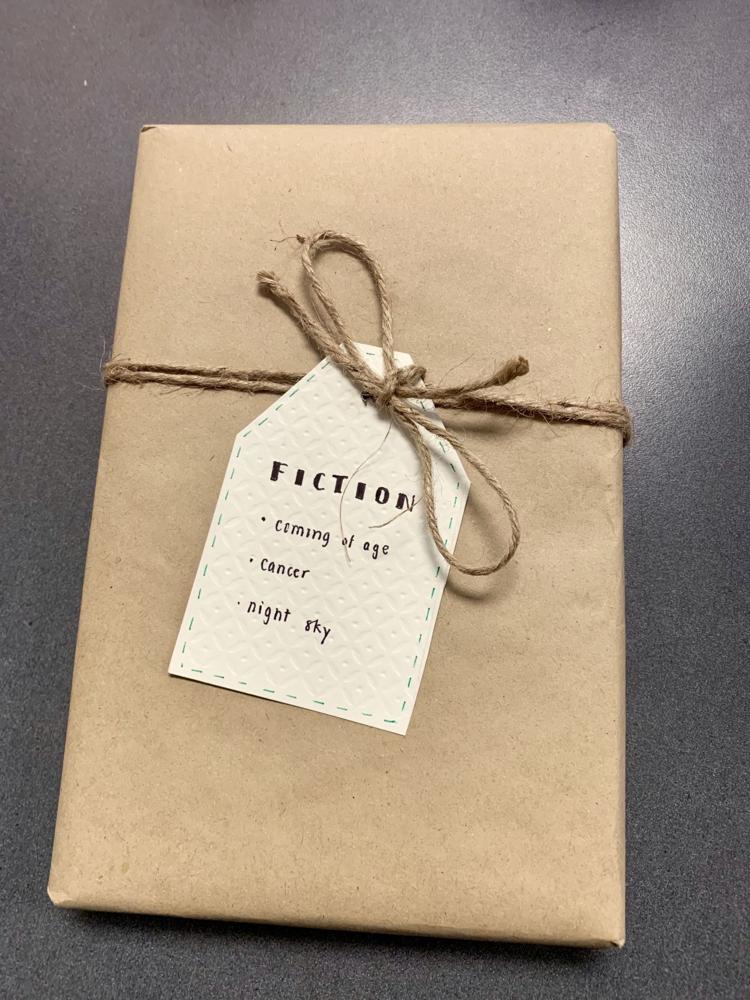 FICTION
• coming of age
• cancer
• night sky